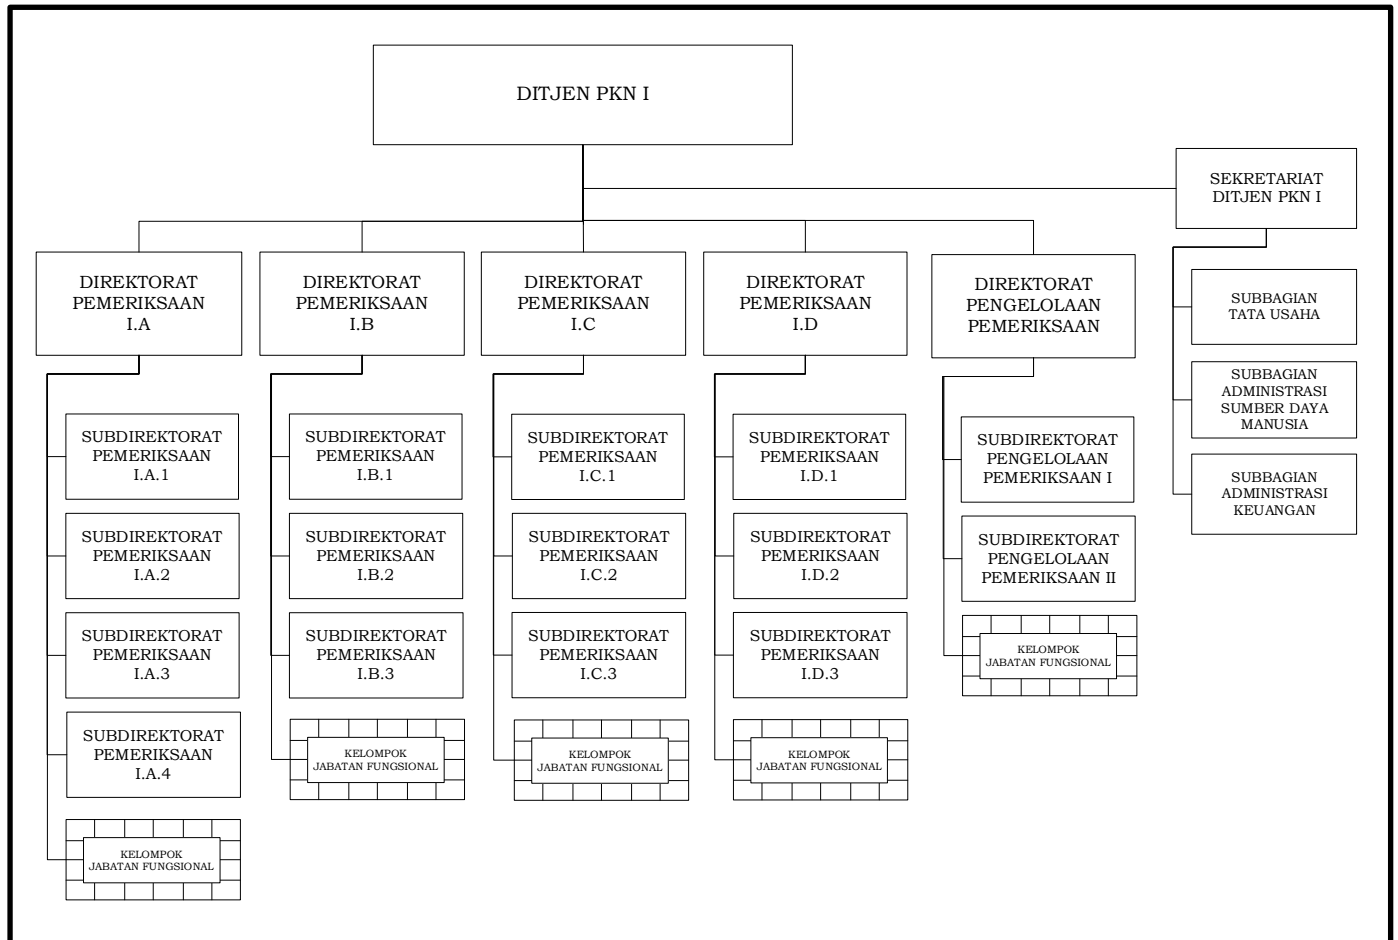 DITJEN PKN I
SEKRETARIAT
DITJEN PKN I
DIREKTORAT
PEMERIKSAAN
I.A
DIREKTORAT
PEMERIKSAAN
I.B
DIREKTORAT
PEMERIKSAAN
I.C
DIREKTORAT
PEMERIKSAAN
I.D
DIREKTORAT
PENGELOLAAN
PEMERIKSAAN
SUBDIREKTORAT
PEMERIKSAAN
I.A.1
SUBDIREKTORAT
PEMERIKSAAN
I.A.2
SUBDIREKTORAT
PEMERIKSAAN
I.A.3
SUBDIREKTORAT
PEMERIKSAAN
I.A.4
KELOMPOK
JABATAN FUNGSIONAL
SUBDIREKTORAT
PEMERIKSAAN
I.B.1
SUBDIREKTORAT
PEMERIKSAAN
I.B.2
SUBDIREKTORAT
PEMERIKSAAN
I.B.3
KELOMPOK
JABATAN FUNGSIONAL
SUBDIREKTORAT
PEMERIKSAAN
I.C.1
SUBDIREKTORAT
PEMERIKSAAN
I.C.2
SUBDIREKTORAT
PEMERIKSAAN
I.C.3
KELOMPOK
JABATAN FUNGSIONAL
SUBDIREKTORAT
PEMERIKSAAN
I.D.1
SUBDIREKTORAT
PEMERIKSAAN
I.D.2
SUBDIREKTORAT
PEMERIKSAAN
I.D.3
KELOMPOK
JABATAN FUNGSIONAL
SUBDIREKTORAT
PENGELOLAAN
PEMERIKSAAN I
SUBDIREKTORAT
PENGELOLAAN
PEMERIKSAAN II
KELOMPOK
JABATAN FUNGSIONAL
SUBBAGIAN
TATA USAHA
SUBBAGIAN
ADMINISTRASI
SUMBER DAYA
MANUSIA
SUBBAGIAN
ADMINISTRASI
KEUANGAN